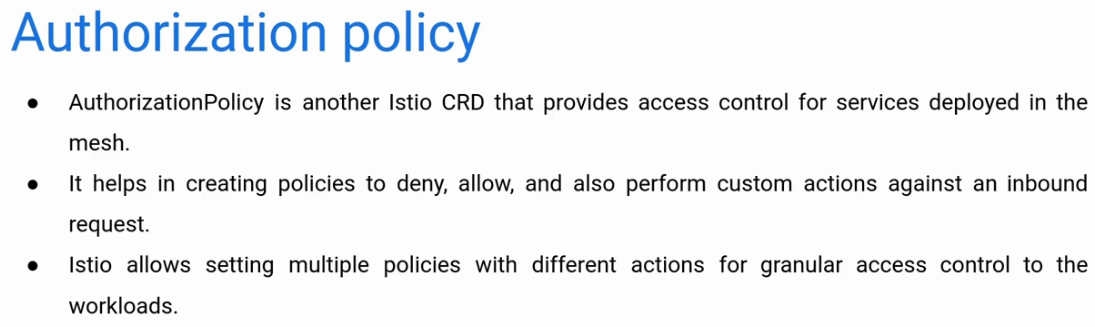 Authorization policy
● AuthorizationPolicy is another Istio CRD that provides access control for services deployed in the
mesh.
● It helps in creating policies to deny, allow, and also perform custom actions against an inbound
request.
● Istio allows setting multiple policies with different actions for granular access control to the
workloads.